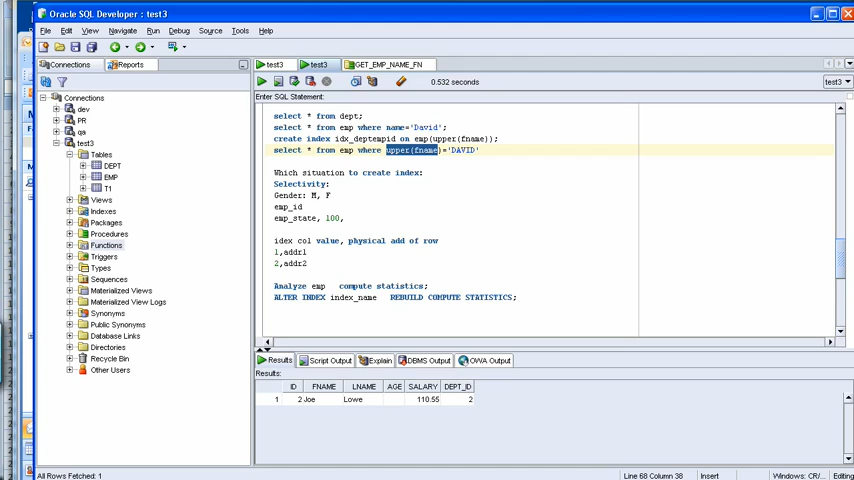 Oracle SQL Developer : test3
File Edit View Navigate Run Debug Source Tools Help
Connections Reports
test3 test3 GET_EMP_NAME_FN
0.532 seconds
test3
Enter SQL Statement:
Connections
dev
PR
qa
test3
Tables
DEPT
EMP
T1
Views
Indexes
Packages
Procedures
Functions
Triggers
Types
Sequences
Materialized Views
Materialized View Logs
Synonyms
Public Synonyms
Database Links
Directories
Recycle Bin
Other Users
select * from dept;
select * from emp where name='David';
create index idx_deptempid on emp(upper(fname));
select * from emp where upper(fname)='DAVID'
Which situation to create index:
Selectivity:
Gender: M, F
emp_id
emp_state, 100,
idex col value, physical add of row
1,addr1
2,addr2
Analyze emp compute statistics;
ALTER INDEX index_name REBUILD COMPUTE STATISTICS;
Results Script Output Explain DBMS Output OWA Output
Results:
ID FNAME LNAME AGE SALARY DEPT_ID
1 2 Joe Lowe 110.55 2
All Rows Fetched: 1
Line 68 Column 38 Insert Windows: CR/... Editing